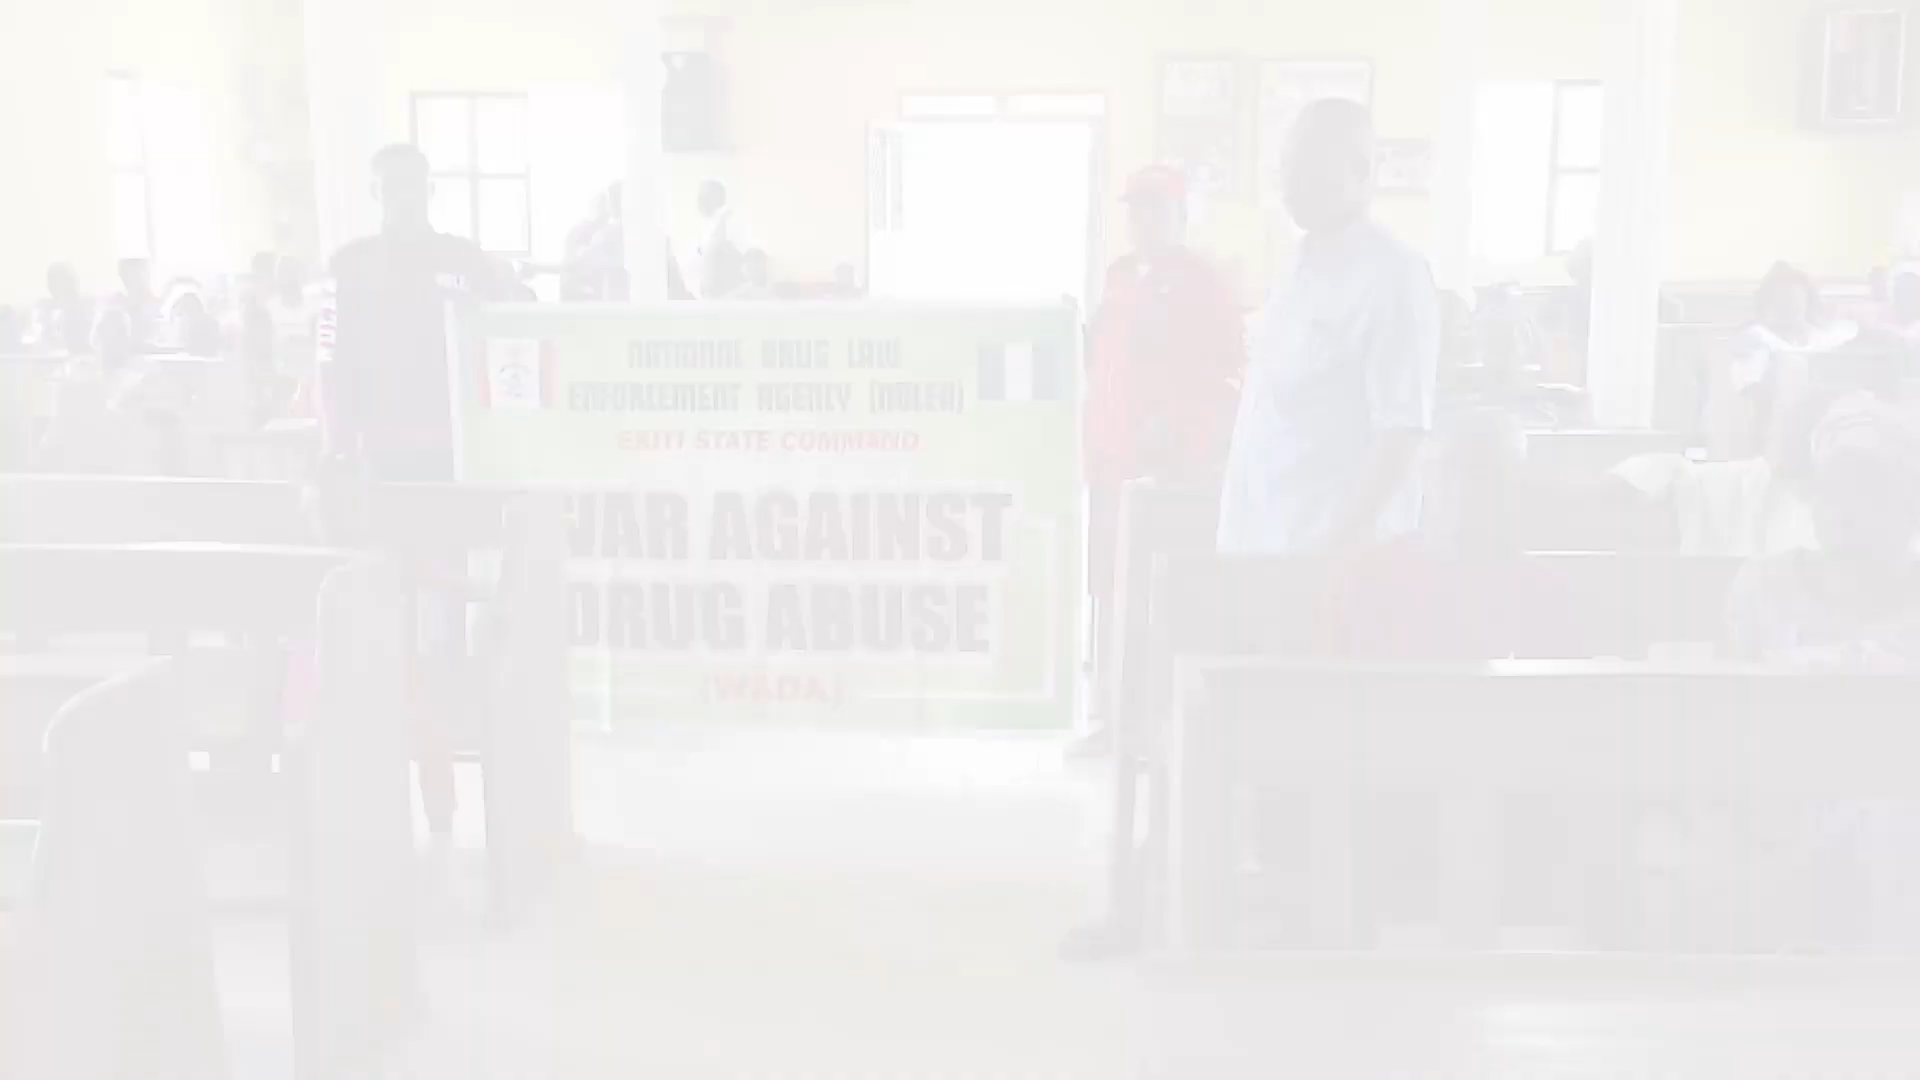 NATIONAL DRUG LAW
ENFORCEMENT AGENCY (NDLEA)
EKITI STATE COMMAND
WAR AGAINST
DRUG ABUSE
(WADA)